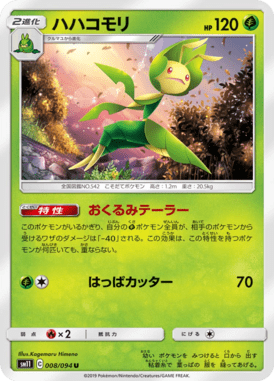 2進化 ハハコモリ HP 120
クルマユから進化
全国図鑑NO.542 こそだてポケモン 高さ:1.2m 重さ:20.5kg
特性 おくるみテーラー
このポケモンがいるかぎり、自分のポケモン全員が、相手のポケモンから
受けるワザのダメージは「-40」される。この効果は、この特性を持つポケ
モンが何匹いても、重ならない。
はっぱカッター 70
弱点 ×2 抵抗力 にげる
Illus.Kagemaru Himeno
sm11 C 008/094 U
©2019 Pokémon/Nintendo/Creatures/GAME FREAK.